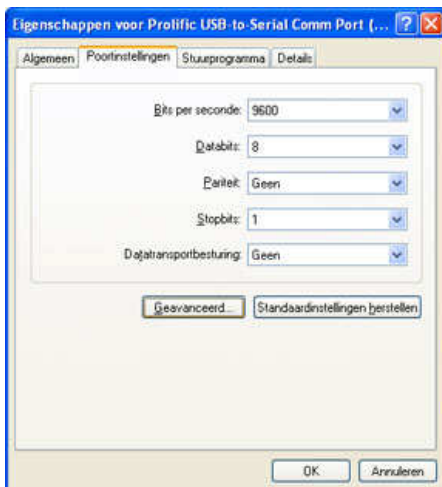 Eigenschappen voor Prolific USB-to-Serial Comm Port (...
Algemeen Poortinstellingen Stuurprogramma Details
Bits per seconde: 9600
Databits: 8
Pariteit: Geen
Stopbits: 1
Datatransportbesturing: Geen
Geavanceerd... Standaardinstellingen herstellen
OK Annuleren